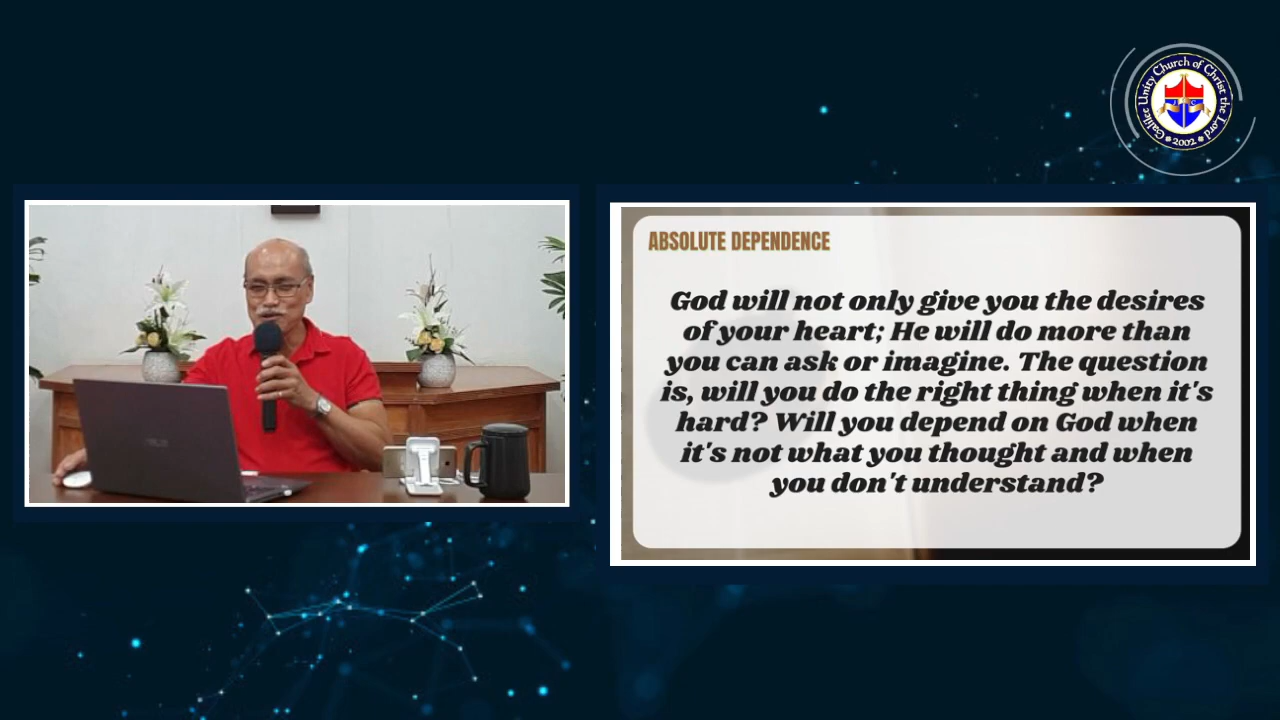 Galilee Unity Church of Christ the Lord
2002
ABSOLUTE DEPENDENCE
God will not only give you the desires
of your heart; He will do more than
you can ask or imagine. The question
is, will you do the right thing when it's
hard? Will you depend on God when
it's not what you thought and when
you don't understand?
ASUS